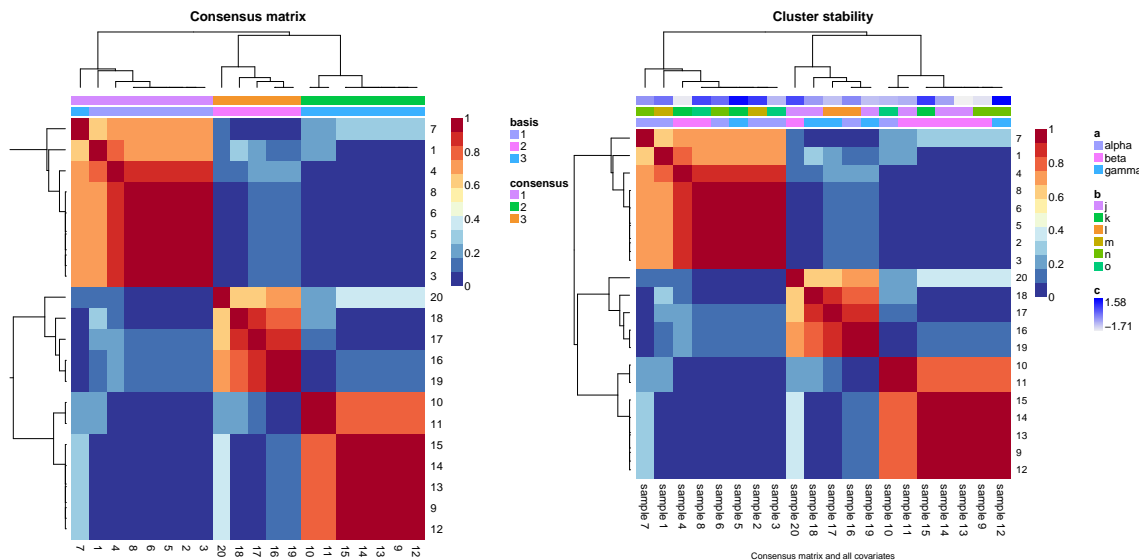 Consensus matrix
7
1
4
8
6
5
2
3
20
18
17
16
19
10
11
15
14
13
9
12
7
1
4
8
6
5
2
3
20
18
17
16
19
10
11
15
14
13
9
12
1
0.8
0.6
0.4
0.2
0
basis
1
2
3
consensus
1
2
3
Cluster stability
7
1
4
8
6
5
2
3
20
18
17
16
19
10
11
15
14
13
9
12
sample 7
sample 1
sample 4
sample 8
sample 6
sample 5
sample 2
sample 3
sample 20
sample 18
sample 17
sample 16
sample 19
sample 10
sample 11
sample 15
sample 14
sample 13
sample 9
sample 12
Consensus matrix and all covariates
1
0.8
0.6
0.4
0.2
0
a
alpha
beta
gamma
b
j
k
l
m
n
o
c
1.58
−1.71